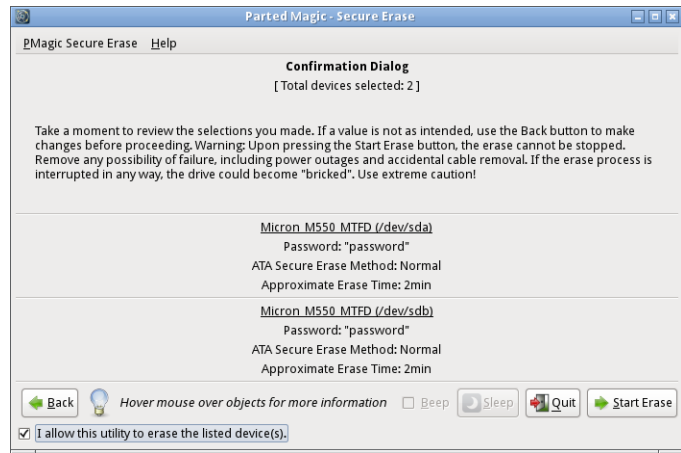 Parted Magic - Secure Erase
PMagic Secure Erase Help
Confirmation Dialog
[ Total devices selected: 2 ]
Take a moment to review the selections you made. If a value is not as intended, use the Back button to make
changes before proceeding. Warning: Upon pressing the Start Erase button, the erase cannot be stopped.
Remove any possibility of failure, including power outages and accidental cable removal. If the erase process is
interrupted in any way, the drive could become "bricked". Use extreme caution!
Micron M550 MTFD (/dev/sda)
Password: "password"
ATA Secure Erase Method: Normal
Approximate Erase Time: 2min
Micron M550 MTFD (/dev/sdb)
Password: "password"
ATA Secure Erase Method: Normal
Approximate Erase Time: 2min
Back Hover mouse over objects for more information Beep Sleep Quit Start Erase
I allow this utility to erase the listed device(s).